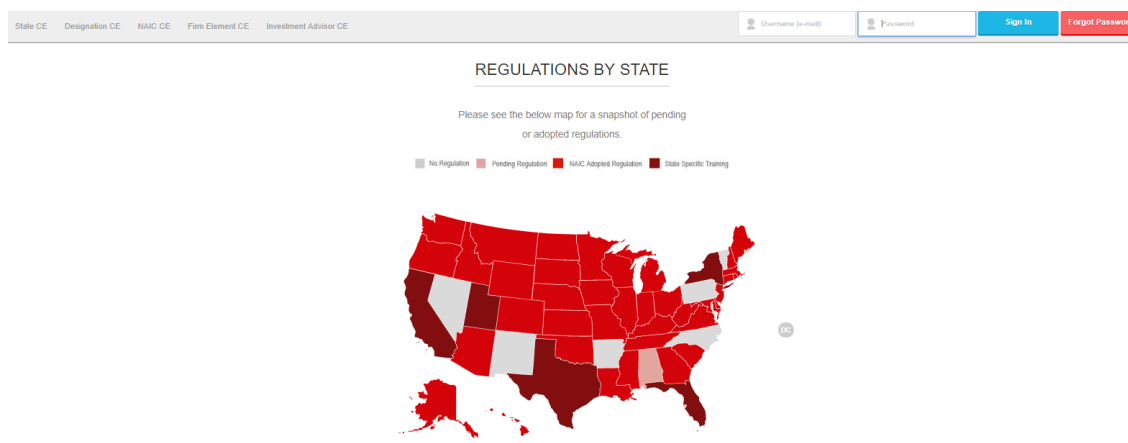 State CE Designation CE NAIC CE Firm Element CE Investment Advisor CE Username (e-mail) Password Sign In Forgot Passwor
REGULATIONS BY STATE
Please see the below map for a snapshot of pending
or adopted regulations.
No Regulation Pending Regulation NAIC Adopted Regulation State Specific Training
DC